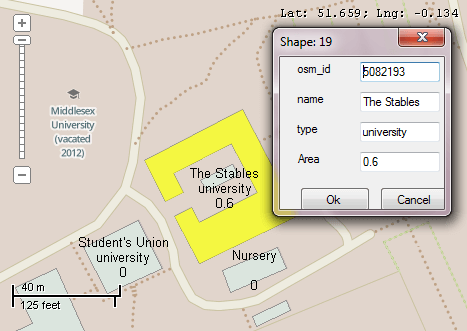 Lat: 51.659; Lng: -0.134
Shape: 19
osm_id 5082193
name The Stables
type university
Area 0.6
Ok Cancel
Middlesex
University
(vacated
2012)
The Stables
university
0.6
Student's Union
university
0
Nursery
0
40 m
125 feet